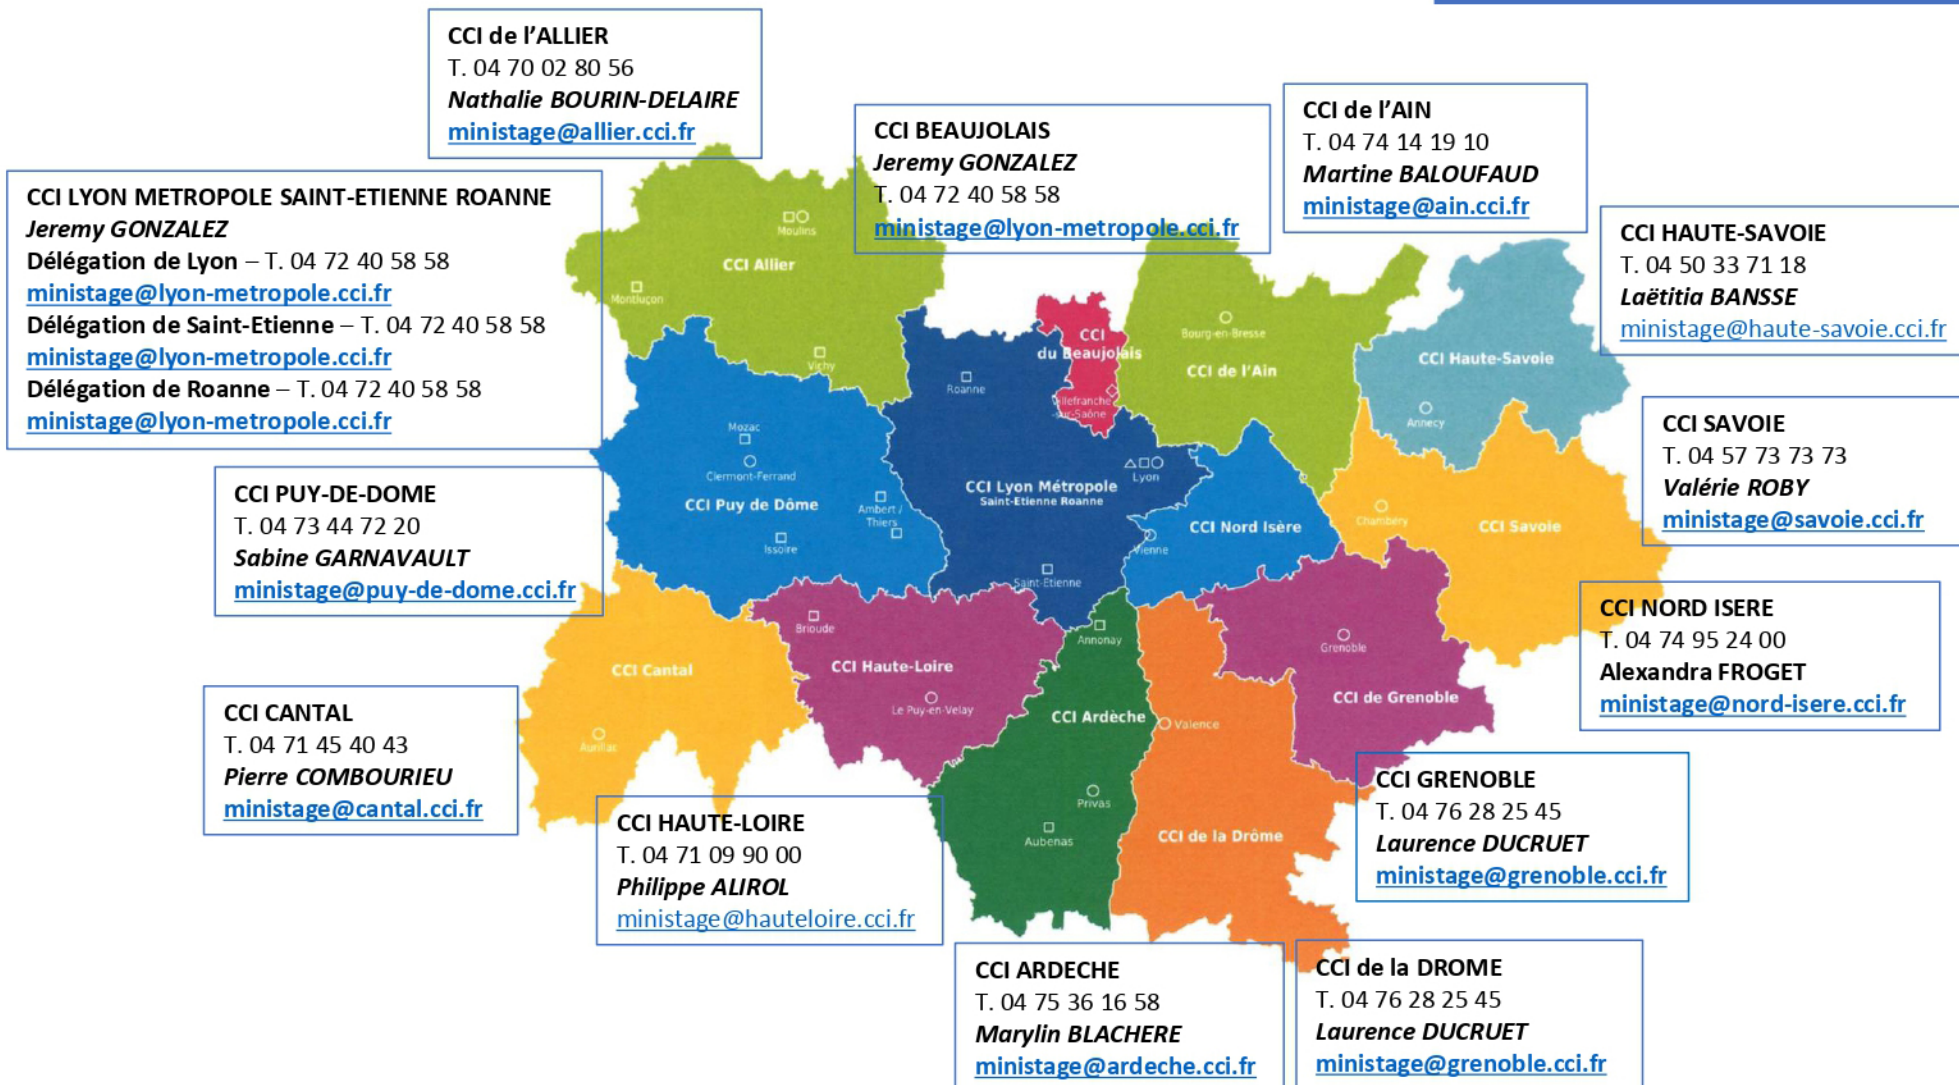 CCI de l’ALLIER
T. 04 70 02 80 56
Nathalie BOURIN-DELAIRE
ministage@allier.cci.fr
CCI BEAUJOLAIS
Jeremy GONZALEZ
T. 04 72 40 58 58
ministage@lyon-metropole.cci.fr
CCI de l’AIN
T. 04 74 14 19 10
Martine BALOUFAUD
ministage@ain.cci.fr
CCI LYON METROPOLE SAINT-ETIENNE ROANNE
Jeremy GONZALEZ
Délégation de Lyon – T. 04 72 40 58 58
ministage@lyon-metropole.cci.fr
Délégation de Saint-Etienne – T. 04 72 40 58 58
ministage@lyon-metropole.cci.fr
Délégation de Roanne – T. 04 72 40 58 58
ministage@lyon-metropole.cci.fr
CCI HAUTE-SAVOIE
T. 04 50 33 71 18
Laëtitia BANSSE
ministage@haute-savoie.cci.fr
CCI SAVOIE
T. 04 57 73 73 73
Valérie ROBY
ministage@savoie.cci.fr
CCI PUY-DE-DOME
T. 04 73 44 72 20
Sabine GARNAVAULT
ministage@puy-de-dome.cci.fr
CCI NORD ISERE
T. 04 74 95 24 00
Alexandra FROGET
ministage@nord-isere.cci.fr
CCI CANTAL
T. 04 71 45 40 43
Pierre COMBOURIEU
ministage@cantal.cci.fr
CCI HAUTE-LOIRE
T. 04 71 09 90 00
Philippe ALIROL
ministage@hauteloire.cci.fr
CCI GRENOBLE
T. 04 76 28 25 45
Laurence DUCRUET
ministage@grenoble.cci.fr
CCI ARDECHE
T. 04 75 36 16 58
Marylin BLACHERE
ministage@ardeche.cci.fr
CCI de la DROME
T. 04 76 28 25 45
Laurence DUCRUET
ministage@grenoble.cci.fr
Moulins
CCI Allier
Montluçon
Vichy
CCI
du Beaujolais
Villefranche
-sur-Saône
Bourg-en-Bresse
CCI de l’Ain
CCI Haute-Savoie
Annecy
Roanne
Mozac
Clermont-Ferrand
CCI Puy de Dôme
Ambert /
Thiers
Issoire
Lyon
CCI Lyon Métropole
Saint-Etienne Roanne
Saint-Etienne
CCI Nord Isère
Vienne
Chambéry
CCI Savoie
Brioude
CCI Haute-Loire
Le Puy-en-Velay
CCI Cantal
Aurillac
Annonay
CCI Ardèche
Privas
Aubenas
Valence
CCI de la Drôme
Grenoble
CCI de Grenoble